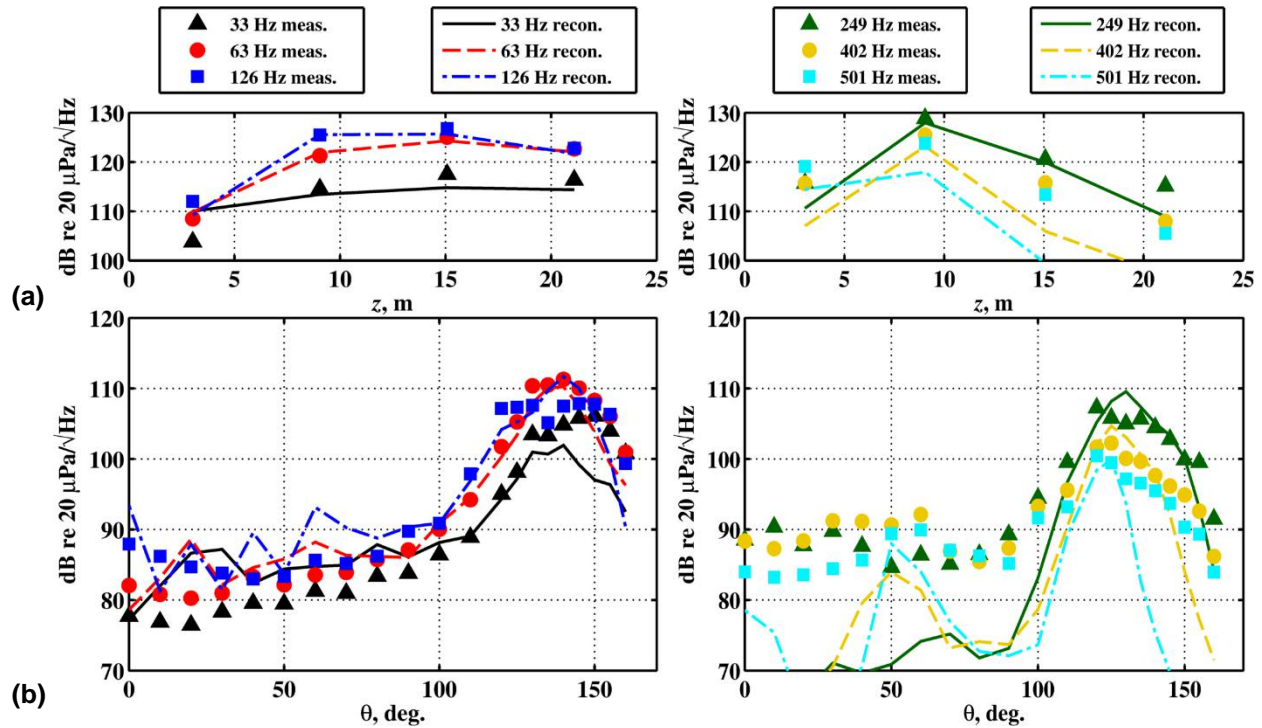 33 Hz meas.
63 Hz meas.
126 Hz meas.
33 Hz recon.
63 Hz recon.
126 Hz recon.
249 Hz meas.
402 Hz meas.
501 Hz meas.
249 Hz recon.
402 Hz recon.
501 Hz recon.
(a)
dB re 20 μPa/√Hz
130
120
110
100
0 5 10 15 20 25
z, m
dB re 20 μPa/√Hz
130
120
110
100
0 5 10 15 20 25
z, m
(b)
dB re 20 μPa/√Hz
120
110
100
90
80
70
0 50 100 150
θ, deg.
dB re 20 μPa/√Hz
120
110
100
90
80
70
0 50 100 150
θ, deg.